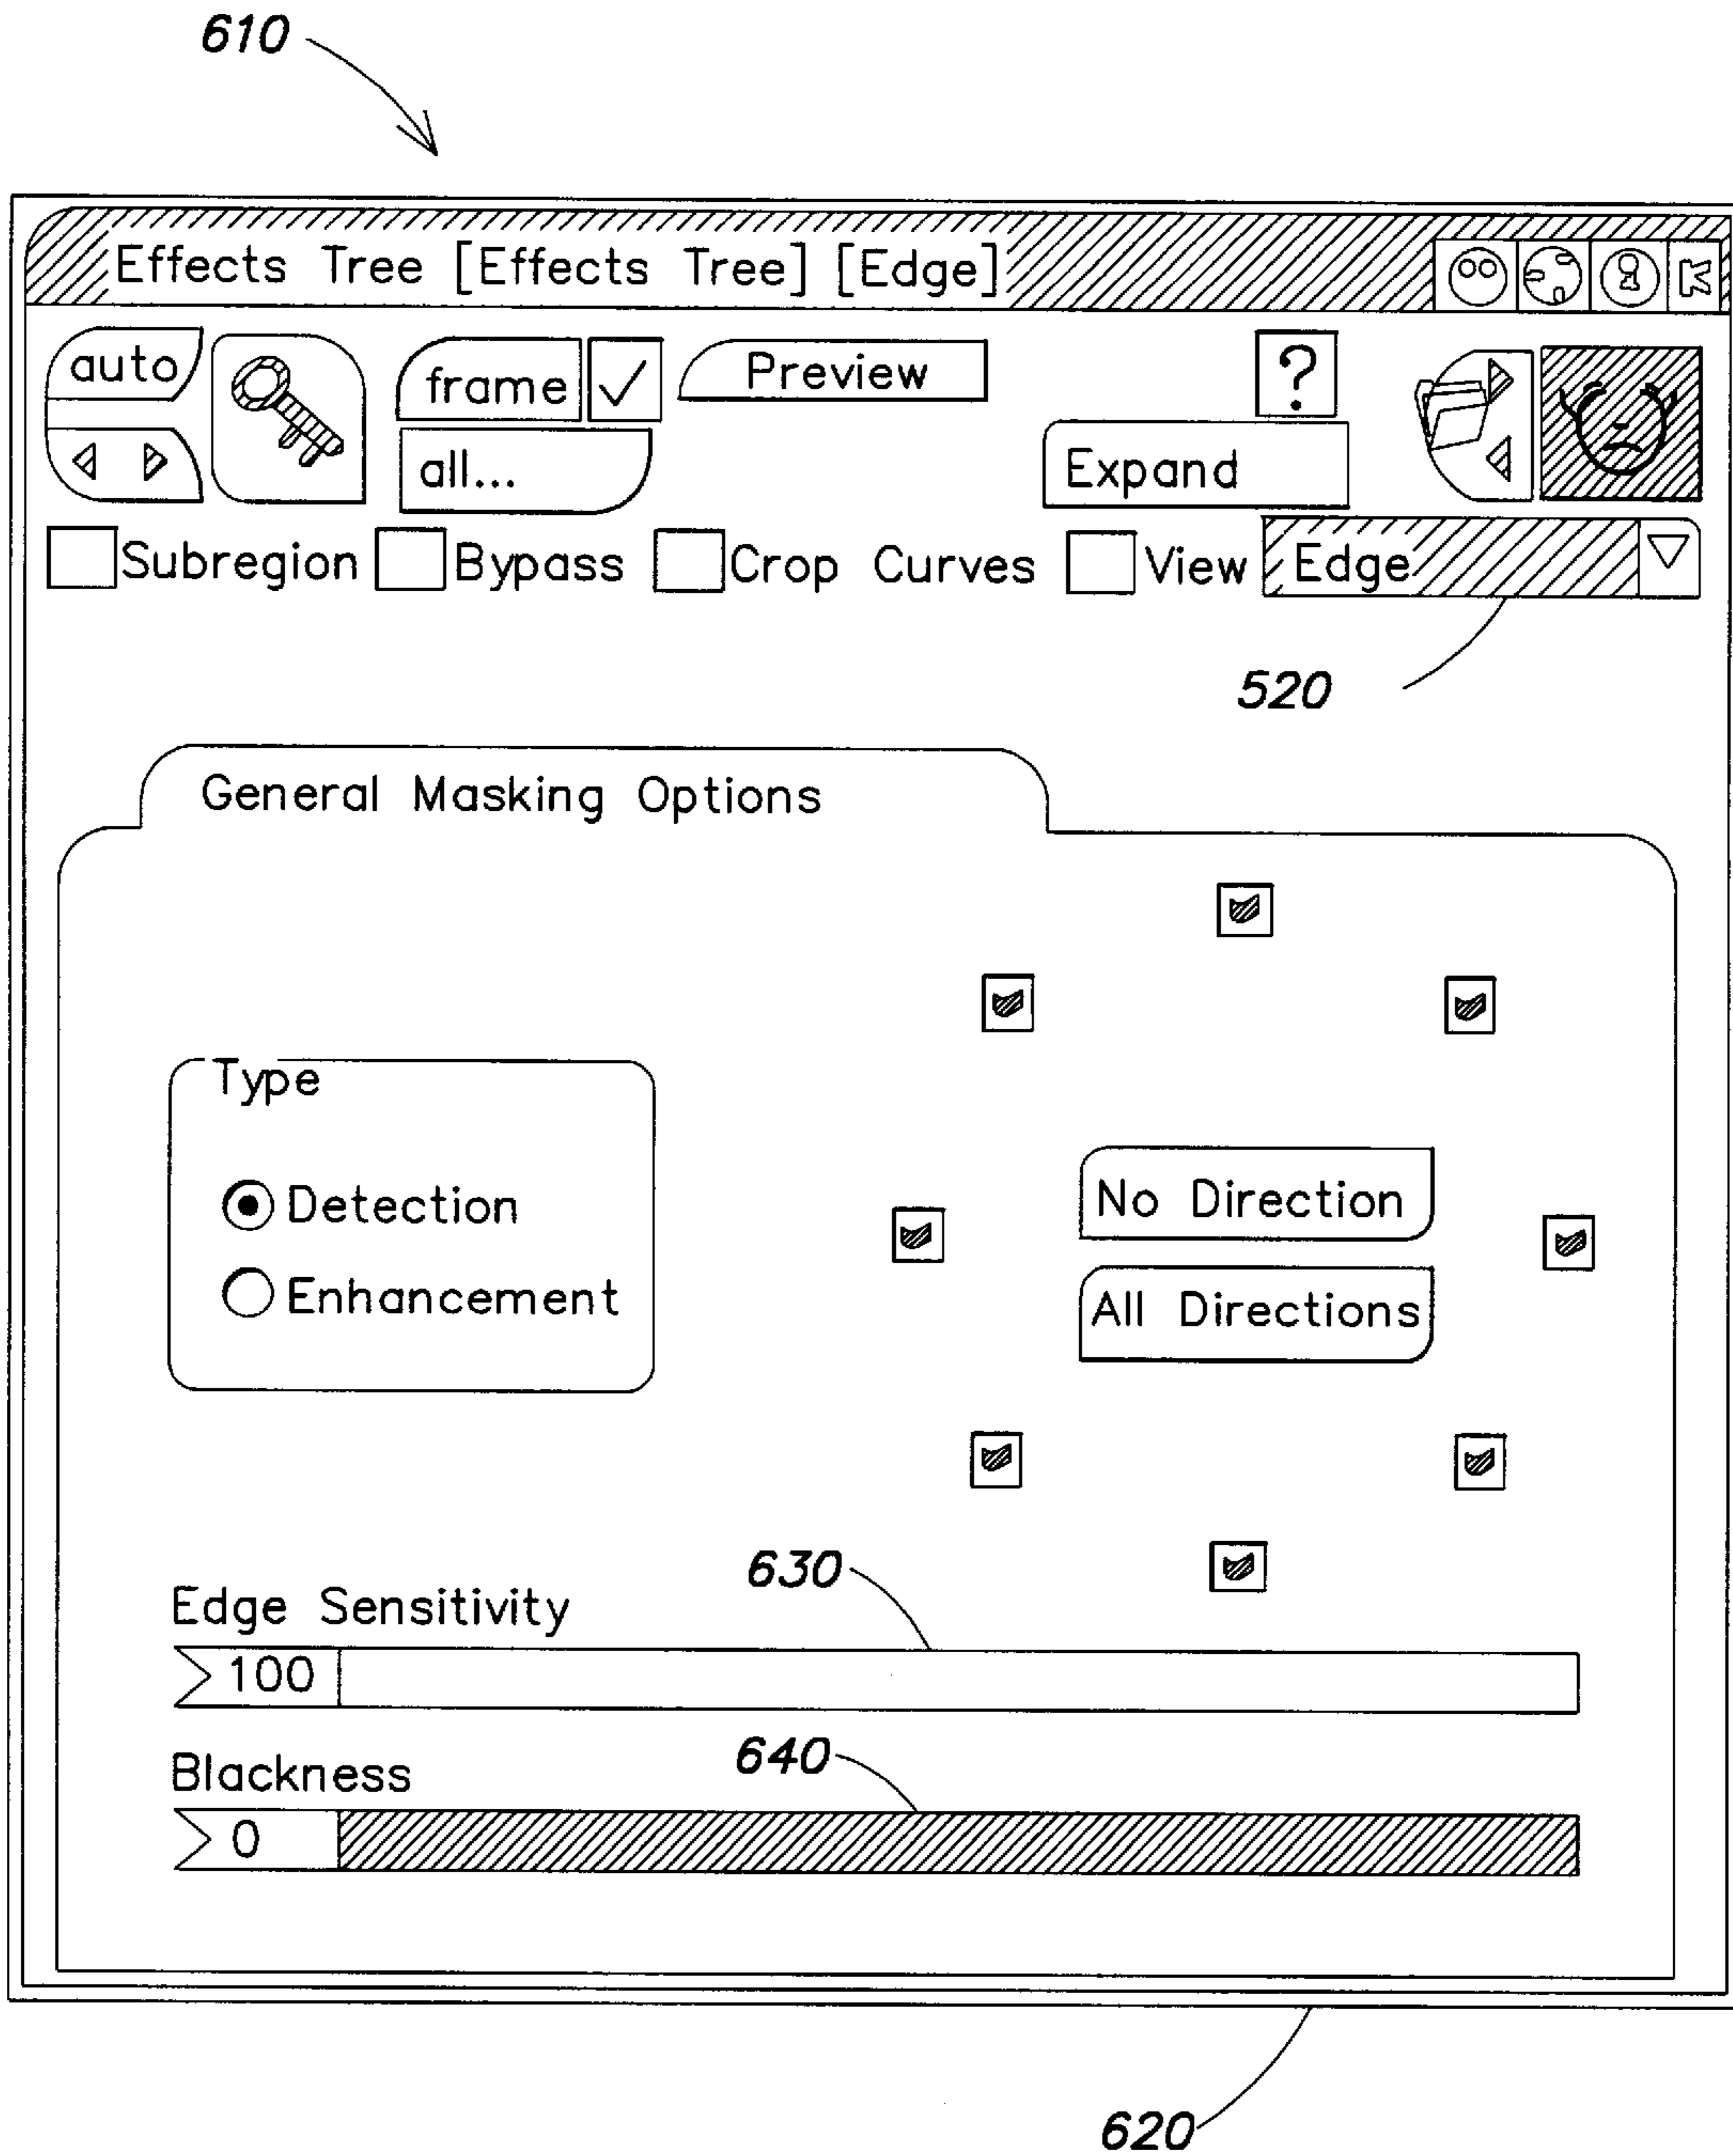 610
Effects Tree [Effects Tree] [Edge]
auto
frame
Preview
?
all...
Expand
Subregion
Bypass
Crop Curves
View
Edge
520
General Masking Options
Type
Detection
Enhancement
No Direction
All Directions
630
Edge Sensitivity
100
640
Blackness
0
620